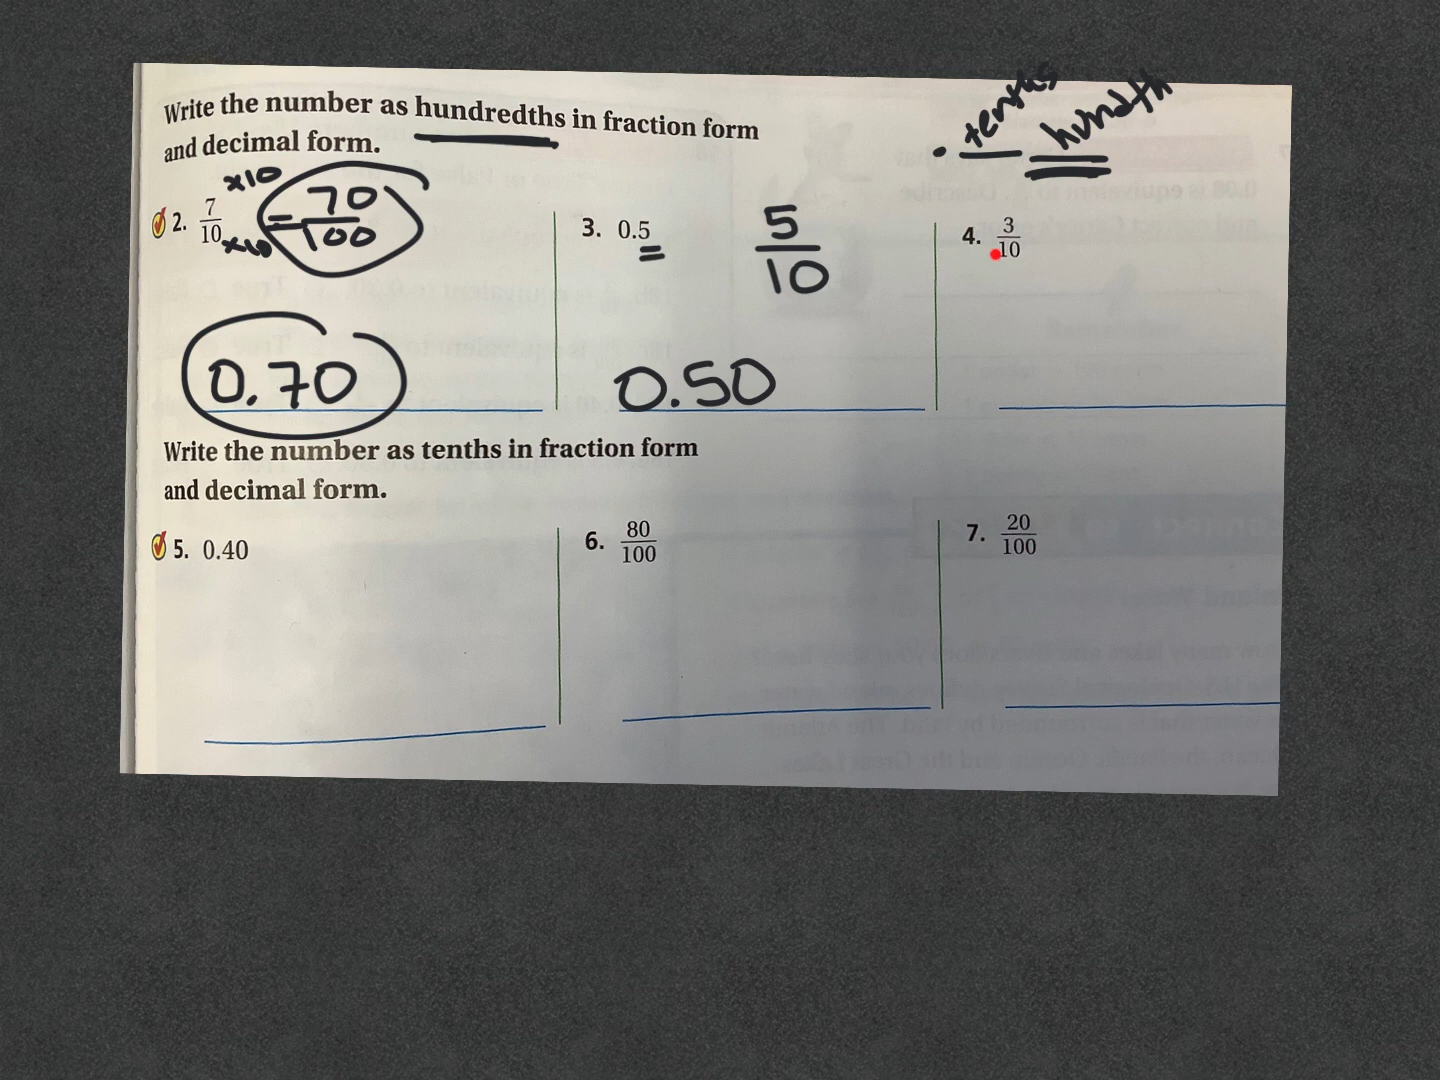 tenths hundth
Write the number as hundredths in fraction form
and decimal form.
2. 7/10 x10 x10 = 70/100
0.70
3. 0.5 5/10
0.50
4. 3/10
Write the number as tenths in fraction form
and decimal form.
5. 0.40
6. 80/100
7. 20/100